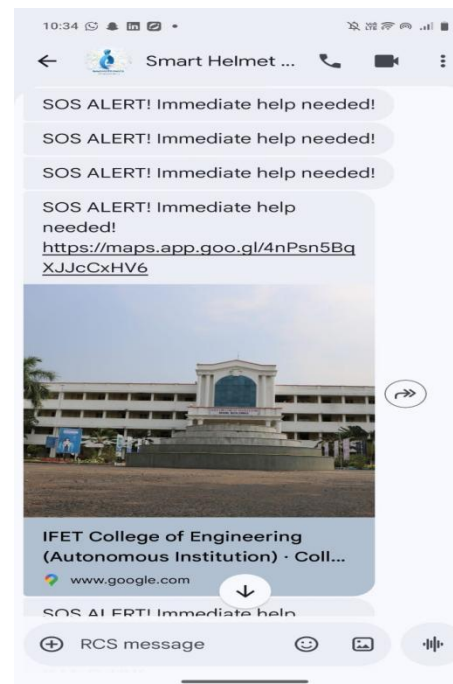 10:34
Smart Helmet ...
SOS ALERT! Immediate help needed!
SOS ALERT! Immediate help needed!
SOS ALERT! Immediate help needed!
SOS ALERT! Immediate help
needed!
https://maps.app.goo.gl/4nPsn5Bq
XJJcCxHV6
IFET College of Engineering
(Autonomous Institution) · Coll...
www.google.com
SOS ALERT! Immediate help
RCS message